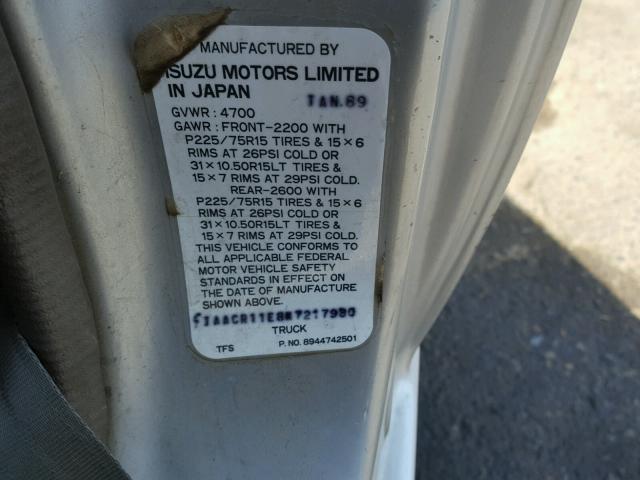 MANUFACTURED BY
ISUZU MOTORS LIMITED
IN JAPAN JAN.89
GVWR : 4700
GAWR : FRONT-2200 WITH
P225/75R15 TIRES & 15×6
RIMS AT 26PSI COLD OR
31×10.50R15LT TIRES &
15×7 RIMS AT 29PSI COLD.
REAR-2600 WITH
P225/75R15 TIRES & 15×6
RIMS AT 26PSI COLD OR
31×10.50R15LT TIRES &
15×7 RIMS AT 29PSI COLD.
THIS VEHICLE CONFORMS TO
ALL APPLICABLE FEDERAL
MOTOR VEHICLE SAFETY
STANDARDS IN EFFECT ON
THE DATE OF MANUFACTURE
SHOWN ABOVE.
TRUCK
TFS P. NO. 8944742501